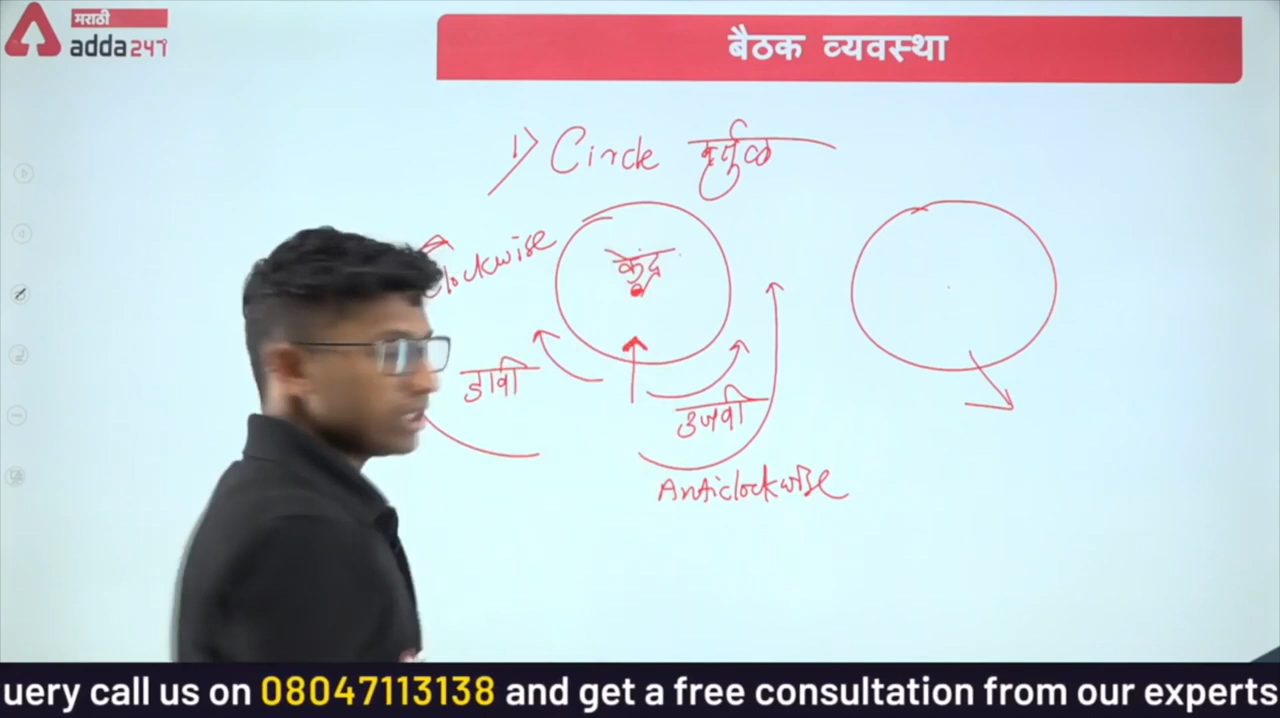 मराठी
adda247
बैठक व्यवस्था
1) Circle वर्तुळ
lockwise
केंद्र
डावी
उजवी
Anticlockwise
uery call us on 08047113138 and get a free consultation from our experts